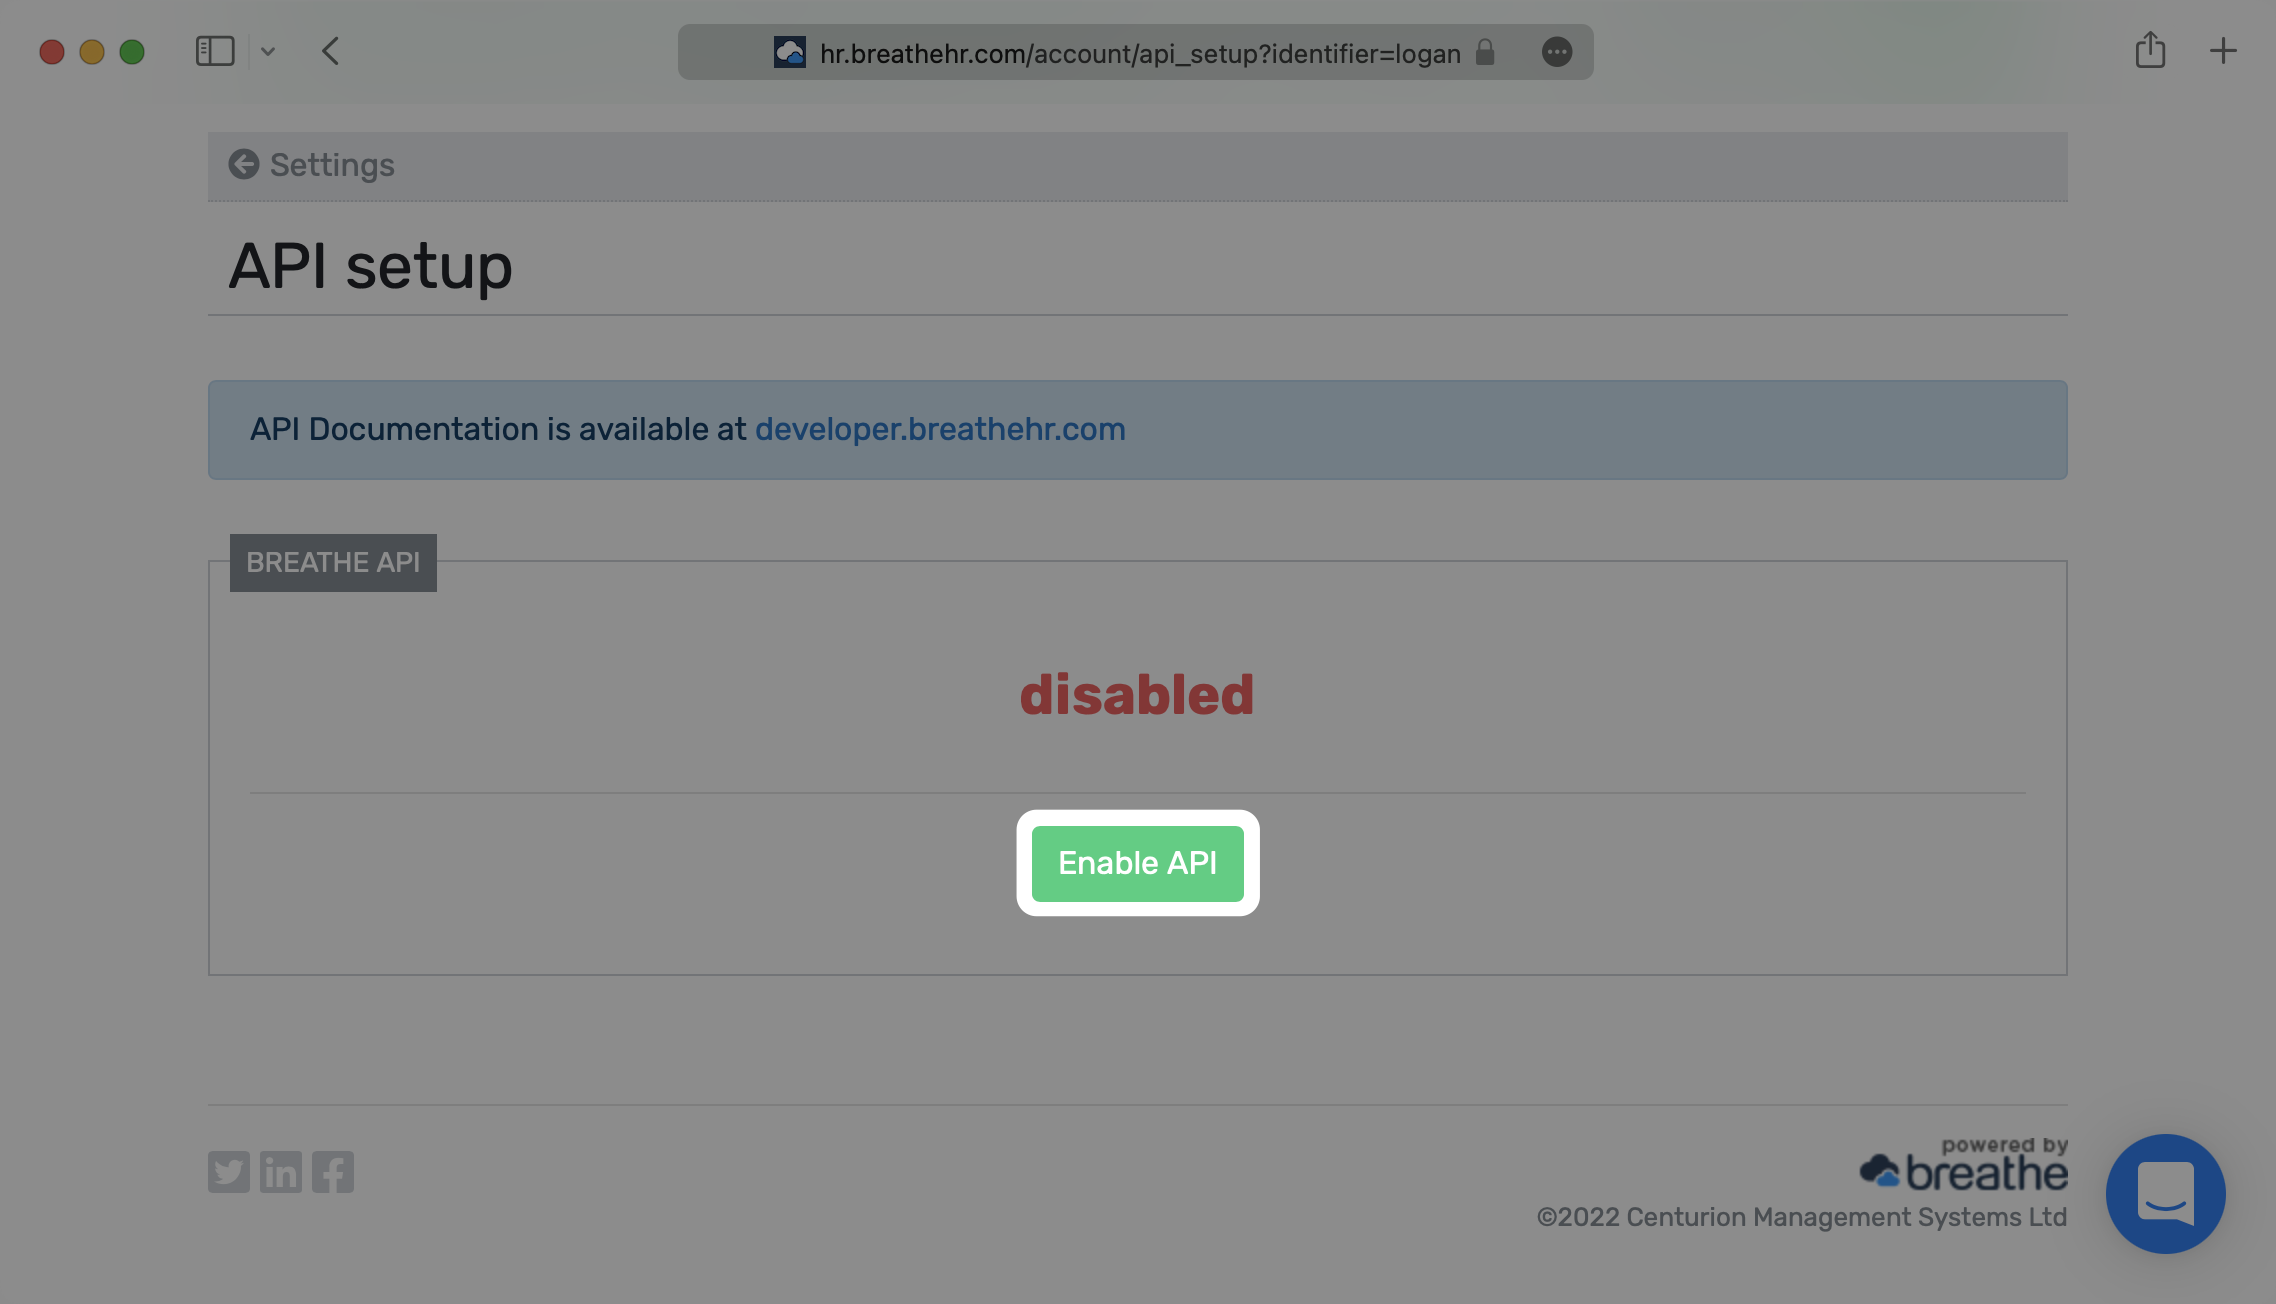 hr.breathehr.com/account/api_setup?identifier=logan
Settings
API setup
API Documentation is available at developer.breathehr.com
BREATHE API
disabled
Enable API
in
powered by
breathe
©2022 Centurion Management Systems Ltd